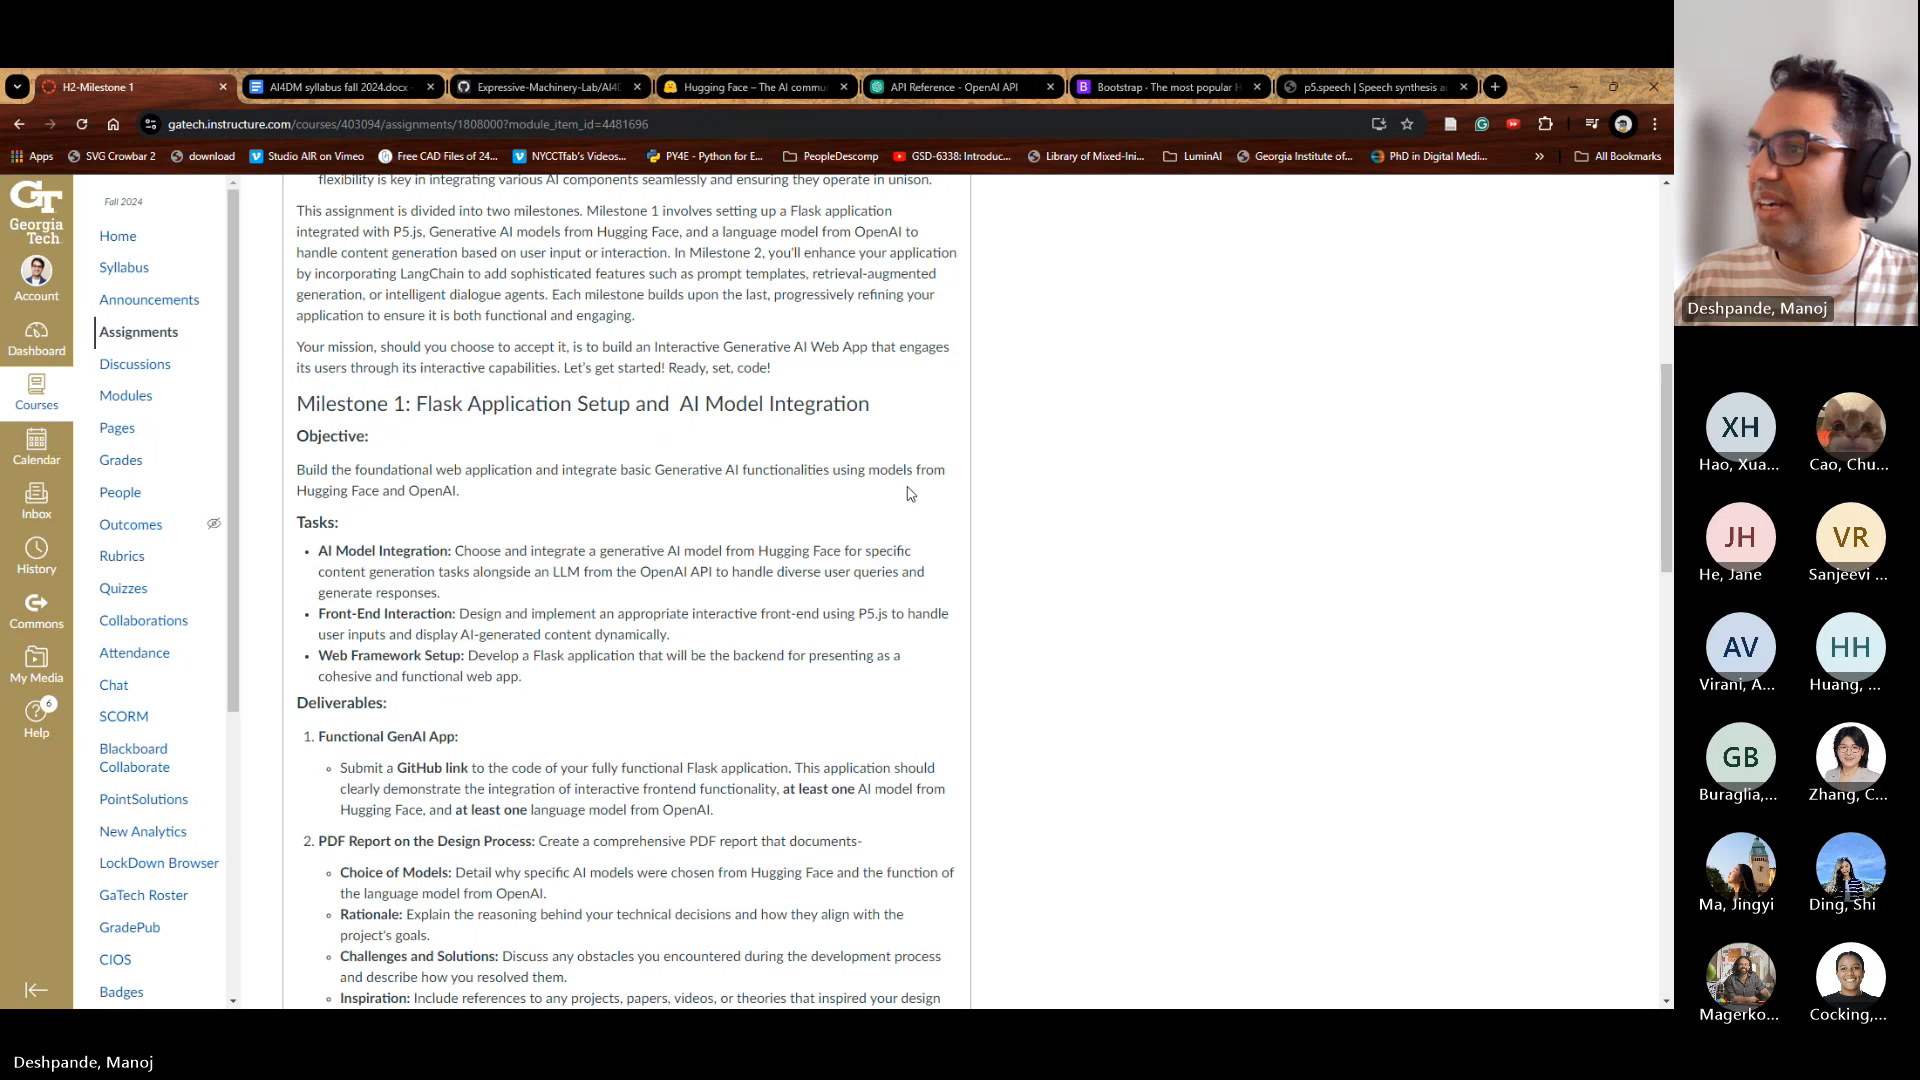 H2-Milestone 1
AI4DM syllabus fall 2024.docx
Expressive-Machinery-Lab/AI4D
Hugging Face – The AI commu
API Reference - OpenAI API
Bootstrap · The most popular H
p5.speech | Speech synthesis a
gatech.instructure.com/courses/403094/assignments/1808000?module_item_id=4481696
Apps
SVG Crowbar 2
download
Studio AIR on Vimeo
Free CAD Files of 24...
NYCCTfab's Videos...
PY4E - Python for E...
PeopleDescomp
GSD-6338: Introduc...
Library of Mixed-Ini...
LuminAI
Georgia Institute of...
PhD in Digital Medi...
»
All Bookmarks
GT
Georgia
Tech
Account
Dashboard
Courses
Calendar
Inbox
History
Commons
My Media
6
Help
Fall 2024
Home
Syllabus
Announcements
Assignments
Discussions
Modules
Pages
Grades
People
Outcomes
Rubrics
Quizzes
Collaborations
Attendance
Chat
SCORM
Blackboard
Collaborate
PointSolutions
New Analytics
LockDown Browser
GaTech Roster
GradePub
CIOS
Badges
flexibility is key in integrating various AI components seamlessly and ensuring they operate in unison.
This assignment is divided into two milestones. Milestone 1 involves setting up a Flask application
integrated with P5.js, Generative AI models from Hugging Face, and a language model from OpenAI to
handle content generation based on user input or interaction. In Milestone 2, you'll enhance your application
by incorporating LangChain to add sophisticated features such as prompt templates, retrieval-augmented
generation, or intelligent dialogue agents. Each milestone builds upon the last, progressively refining your
application to ensure it is both functional and engaging.
Your mission, should you choose to accept it, is to build an Interactive Generative AI Web App that engages
its users through its interactive capabilities. Let's get started! Ready, set, code!
Milestone 1: Flask Application Setup and AI Model Integration
Objective:
Build the foundational web application and integrate basic Generative AI functionalities using models from
Hugging Face and OpenAI.
Tasks:
• AI Model Integration: Choose and integrate a generative AI model from Hugging Face for specific
content generation tasks alongside an LLM from the OpenAI API to handle diverse user queries and
generate responses.
• Front-End Interaction: Design and implement an appropriate interactive front-end using P5.js to handle
user inputs and display AI-generated content dynamically.
• Web Framework Setup: Develop a Flask application that will be the backend for presenting as a
cohesive and functional web app.
Deliverables:
1. Functional GenAI App:
◦ Submit a GitHub link to the code of your fully functional Flask application. This application should
clearly demonstrate the integration of interactive frontend functionality, at least one AI model from
Hugging Face, and at least one language model from OpenAI.
2. PDF Report on the Design Process: Create a comprehensive PDF report that documents-
◦ Choice of Models: Detail why specific AI models were chosen from Hugging Face and the function of
the language model from OpenAI.
◦ Rationale: Explain the reasoning behind your technical decisions and how they align with the
project's goals.
◦ Challenges and Solutions: Discuss any obstacles you encountered during the development process
and describe how you resolved them.
◦ Inspiration: Include references to any projects, papers, videos, or theories that inspired your design
Deshpande, Manoj
XH
Hao, Xua...
Cao, Chu...
JH
He, Jane
VR
Sanjeevi ...
AV
Virani, A...
HH
Huang, ...
GB
Buraglia,...
Zhang, C...
Ma, Jingyi
Ding, Shi
Magerko...
Cocking,...
Deshpande, Manoj